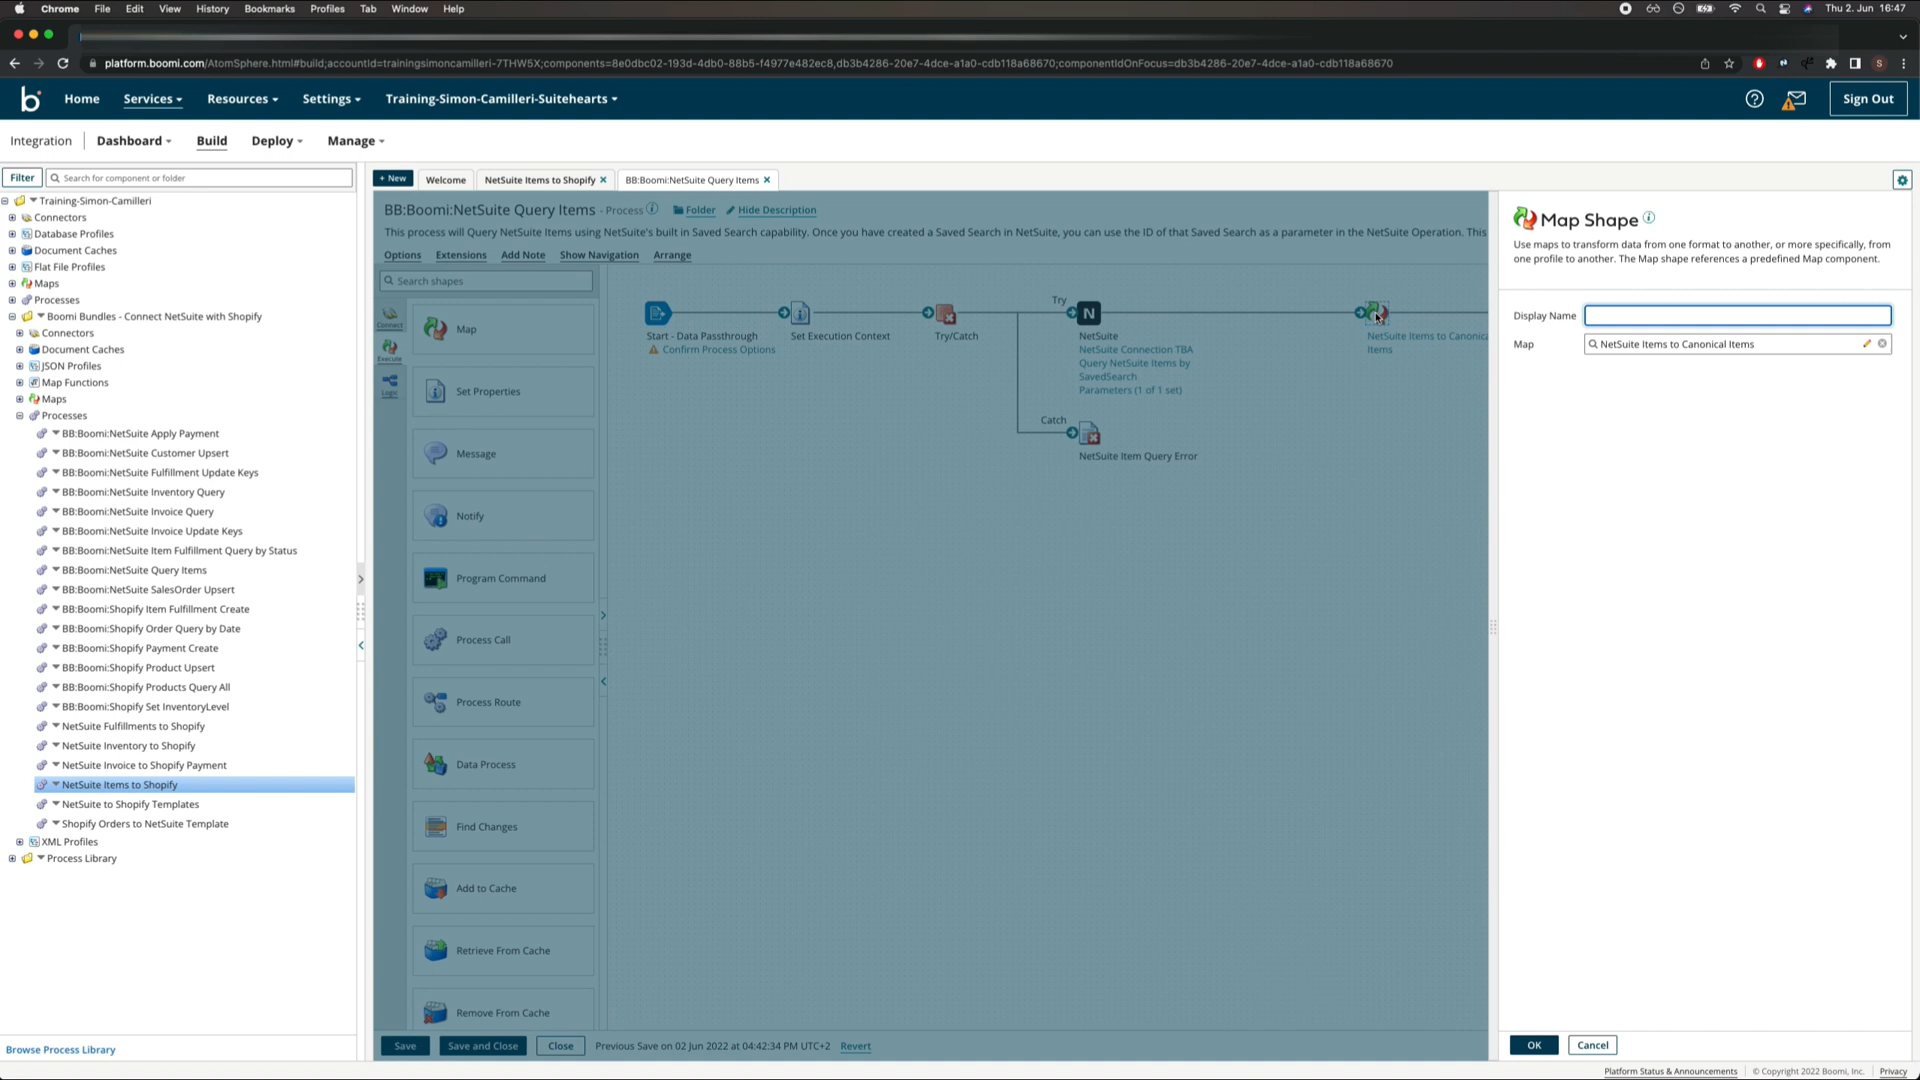 Chrome File Edit View History Bookmarks Profiles Tab Window Help Thu 2. Jun 16:47
platform.boomi.com/AtomSphere.html#build;accountId=trainingsimoncamilleri-7THW5X;components=8e0dbc02-193d-4db0-88b5-f4977e482ec8,db3b4286-20e7-4dce-a1a0-cdb118a68670;componentIdOnFocus=db3b4286-20e7-4dce-a1a0-cdb118a68670 S
b Home Services Resources Settings Training-Simon-Camilleri-Suitehearts Sign Out
Integration Dashboard Build Deploy Manage
Filter Search for component or folder
Training-Simon-Camilleri
Connectors
Database Profiles
Document Caches
Flat File Profiles
Maps
Processes
Boomi Bundles - Connect NetSuite with Shopify
Connectors
Document Caches
JSON Profiles
Map Functions
Maps
Processes
BB:Boomi:NetSuite Apply Payment
BB:Boomi:NetSuite Customer Upsert
BB:Boomi:NetSuite Fulfillment Update Keys
BB:Boomi:NetSuite Inventory Query
BB:Boomi:NetSuite Invoice Query
BB:Boomi:NetSuite Invoice Update Keys
BB:Boomi:NetSuite Item Fulfillment Query by Status
BB:Boomi:NetSuite Query Items
BB:Boomi:NetSuite SalesOrder Upsert
BB:Boomi:Shopify Item Fulfillment Create
BB:Boomi:Shopify Order Query by Date
BB:Boomi:Shopify Payment Create
BB:Boomi:Shopify Product Upsert
BB:Boomi:Shopify Products Query All
BB:Boomi:Shopify Set InventoryLevel
NetSuite Fulfillments to Shopify
NetSuite Inventory to Shopify
NetSuite Invoice to Shopify Payment
NetSuite Items to Shopify
NetSuite to Shopify Templates
Shopify Orders to NetSuite Template
XML Profiles
Process Library
Browse Process Library
+ New Welcome NetSuite Items to Shopify BB:Boomi:NetSuite Query Items
BB:Boomi:NetSuite Query Items - Process Folder Hide Description
This process will Query NetSuite Items using NetSuite's built in Saved Search capability. Once you have created a Saved Search in NetSuite, you can use the ID of that Saved Search as a parameter in the NetSuite Operation. This
Options Extensions Add Note Show Navigation Arrange
Search shapes
Connect
Execute
Logic
Map
Set Properties
Message
Notify
Program Command
Process Call
Process Route
Data Process
Find Changes
Add to Cache
Retrieve From Cache
Remove From Cache
Start - Data Passthrough
Confirm Process Options
Set Execution Context
Try/Catch
Try
N
NetSuite
NetSuite Connection TBA
Query NetSuite Items by
SavedSearch
Parameters (1 of 1 set)
Catch
NetSuite Item Query Error
NetSuite Items to Canonica
Items
Save Save and Close Close Previous Save on 02 Jun 2022 at 04:42:34 PM UTC+2 Revert
Map Shape
Use maps to transform data from one format to another, or more specifically, from
one profile to another. The Map shape references a predefined Map component.
Display Name
Map NetSuite Items to Canonical Items
OK Cancel
Platform Status & Announcements © Copyright 2022 Boomi, Inc. Privacy